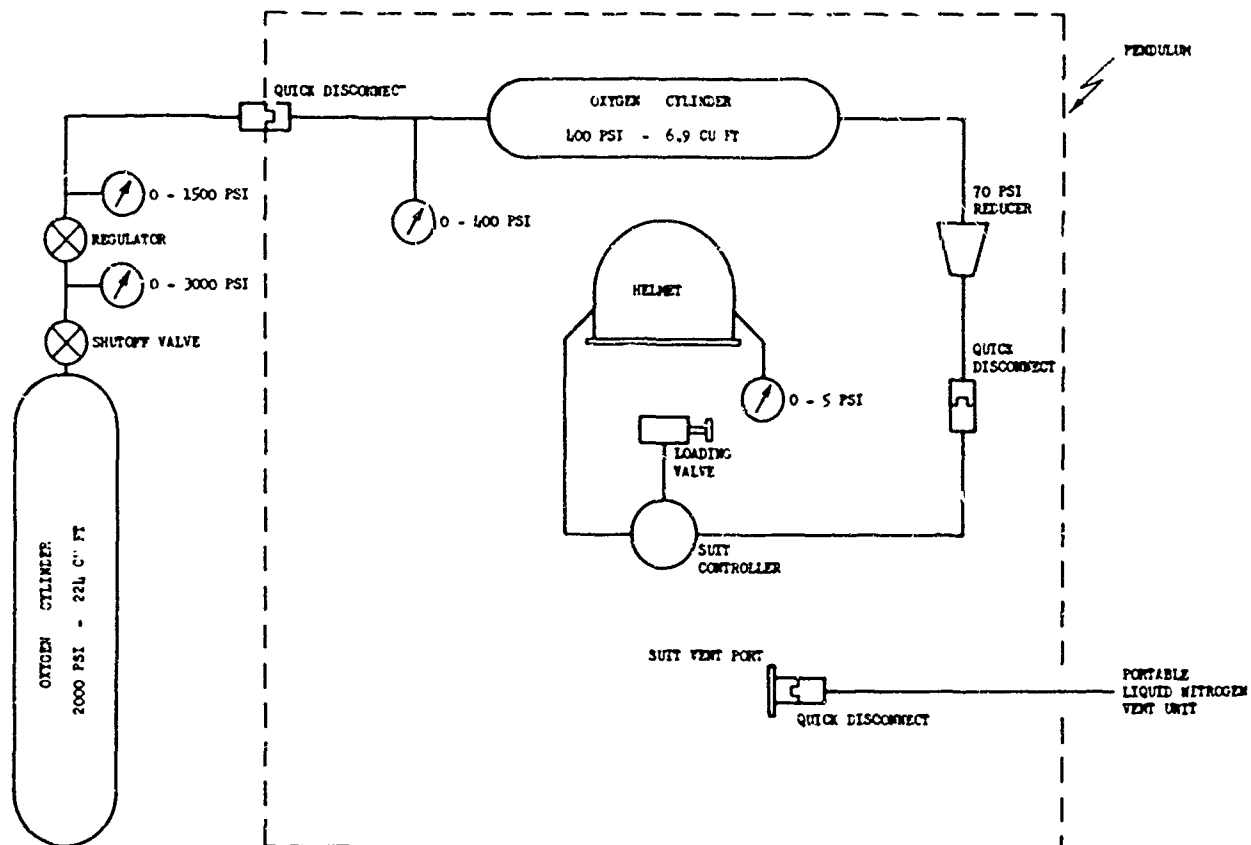 PENDULUM
QUICK DISCONNECT
OXYGEN CYLINDER
400 PSI - 6.9 CU FT
0 - 1500 PSI
REGULATOR
0 - 3000 PSI
SHUTOFF VALVE
0 - 400 PSI
70 PSI
REDUCER
HELMET
QUICK
DISCONNECT
0 - 5 PSI
LOADING
VALVE
SUIT
CONTROLLER
OXYGEN CYLINDER
2000 PSI - 224 C" FT
SUIT VENT PORT
QUICK DISCONNECT
PORTABLE
LIQUID NITROGEN
VENT UNIT